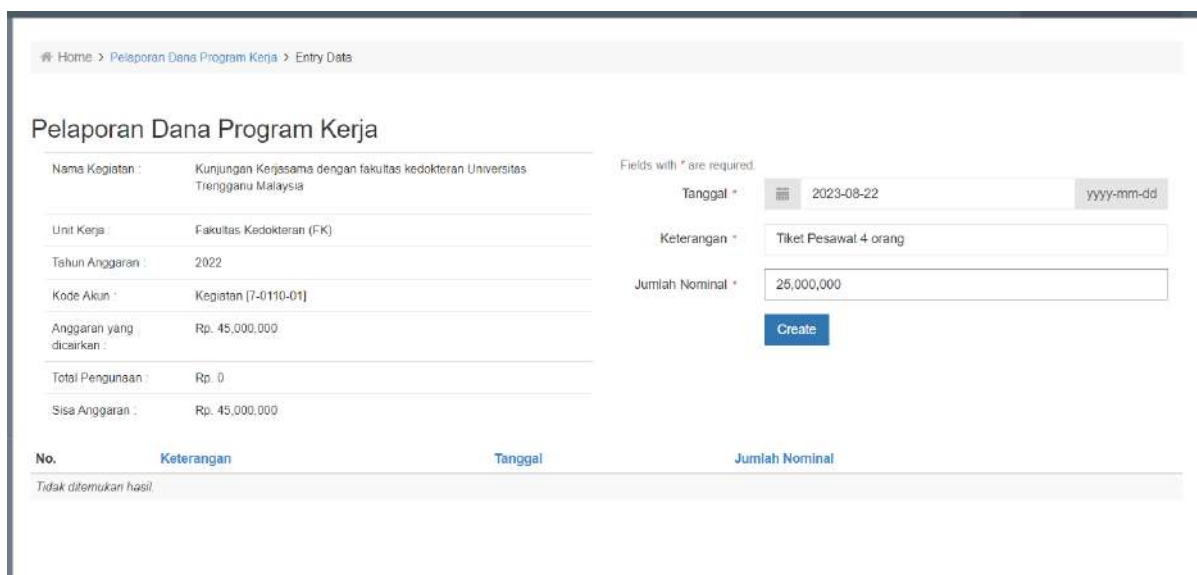 Home > Pelaporan Dana Program Kerja > Entry Data
Pelaporan Dana Program Kerja
Nama Kegiatan : Kunjungan Kerjasama dengan fakultas kedokteran Universitas
Trengganu Malaysia
Unit Kerja : Fakultas Kedokteran (FK)
Tahun Anggaran : 2022
Kode Akun : Kegiatan [7-0110-01]
Anggaran yang Rp. 45,000,000
dicairkan :
Total Pengunaan : Rp. 0
Sisa Anggaran : Rp. 45,000,000
Fields with * are required.
Tanggal * 2023-08-22 yyyy-mm-dd
Keterangan * Tiket Pesawat 4 orang
Jumlah Nominal * 25,000,000
Create
No. Keterangan Tanggal Jumlah Nominal
Tidak ditemukan hasil.